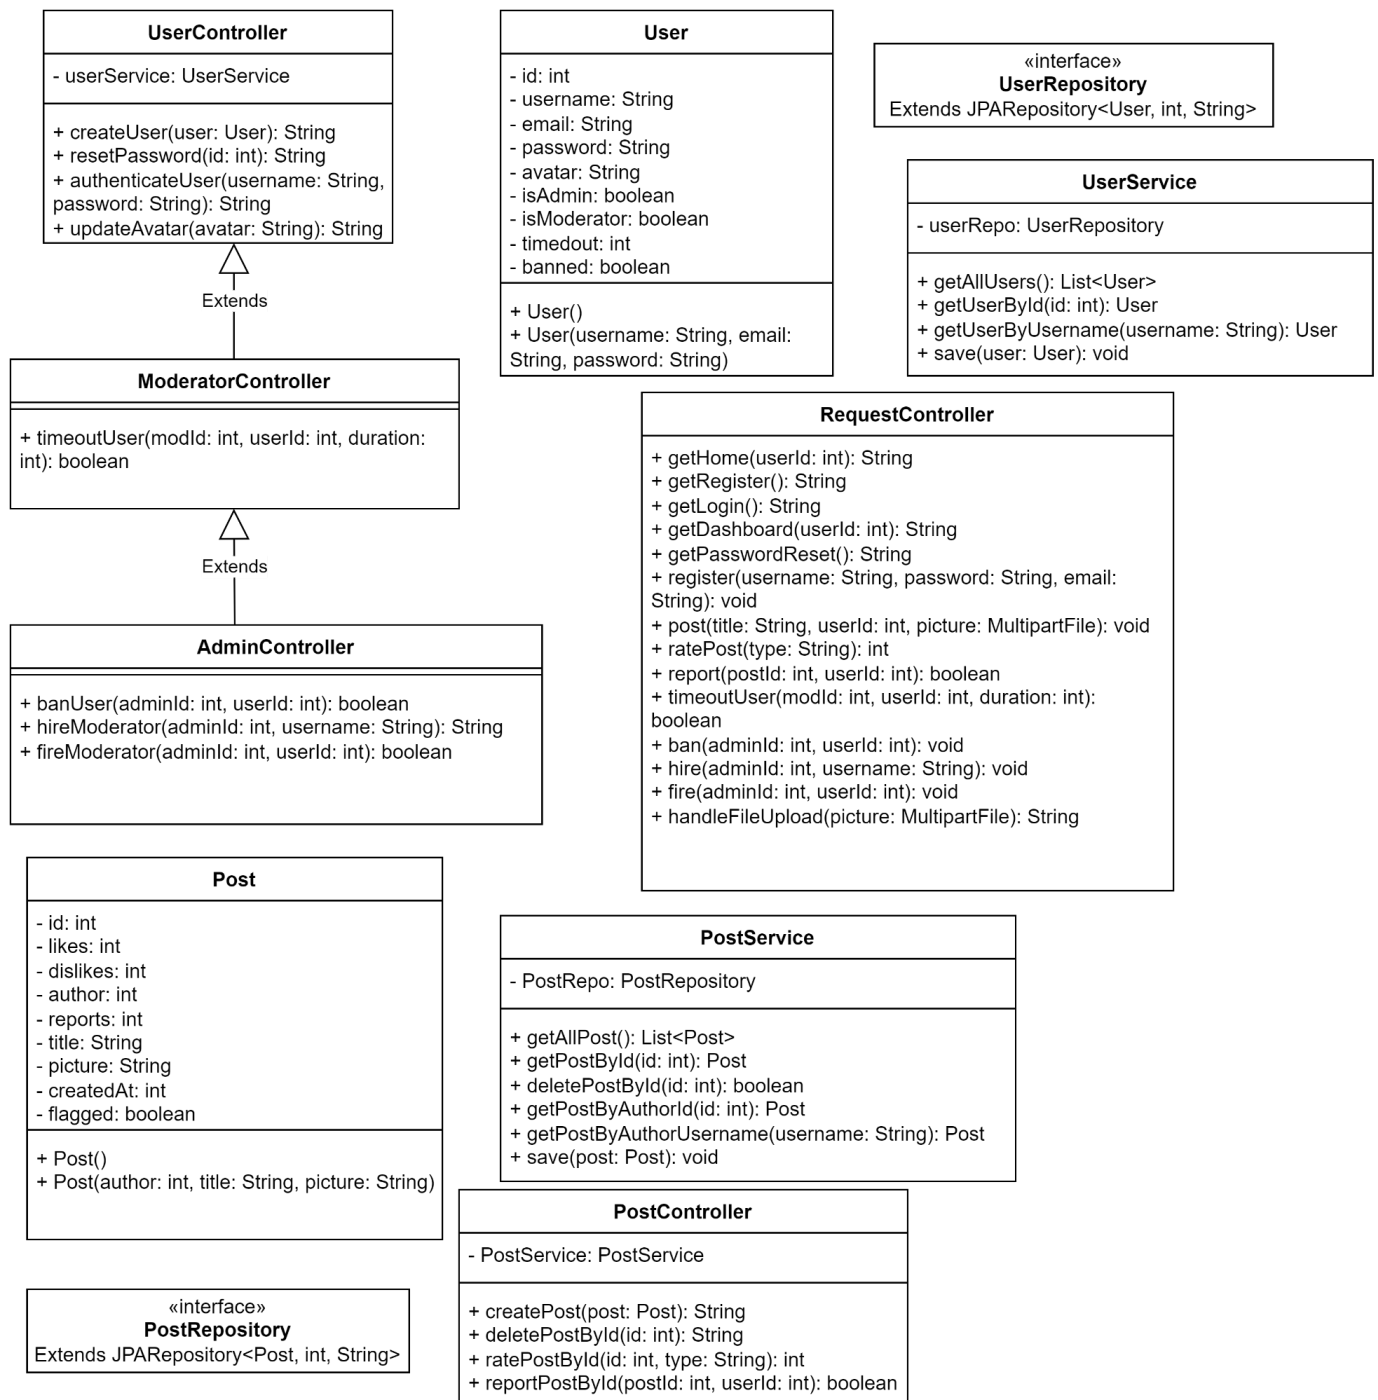 UserController
- userService: UserService
+ createUser(user: User): String
+ resetPassword(id: int): String
+ authenticateUser(username: String,
password: String): String
+ updateAvatar(avatar: String): String
Extends
ModeratorController
+ timeoutUser(modId: int, userId: int, duration:
int): boolean
Extends
AdminController
+ banUser(adminId: int, userId: int): boolean
+ hireModerator(adminId: int, username: String): String
+ fireModerator(adminId: int, userId: int): boolean
User
- id: int
- username: String
- email: String
- password: String
- avatar: String
- isAdmin: boolean
- isModerator: boolean
- timedout: int
- banned: boolean
+ User()
+ User(username: String, email:
String, password: String)
«interface»
UserRepository
Extends JPARepository<User, int, String>
UserService
- userRepo: UserRepository
+ getAllUsers(): List<User>
+ getUserById(id: int): User
+ getUserByUsername(username: String): User
+ save(user: User): void
RequestController
+ getHome(userId: int): String
+ getRegister(): String
+ getLogin(): String
+ getDashboard(userId: int): String
+ getPasswordReset(): String
+ register(username: String, password: String, email:
String): void
+ post(title: String, userId: int, picture: MultipartFile): void
+ ratePost(type: String): int
+ report(postId: int, userId: int): boolean
+ timeoutUser(modId: int, userId: int, duration: int):
boolean
+ ban(adminId: int, userId: int): void
+ hire(adminId: int, username: String): void
+ fire(adminId: int, userId: int): void
+ handleFileUpload(picture: MultipartFile): String
Post
- id: int
- likes: int
- dislikes: int
- author: int
- reports: int
- title: String
- picture: String
- createdAt: int
- flagged: boolean
+ Post()
+ Post(author: int, title: String, picture: String)
PostService
- PostRepo: PostRepository
+ getAllPost(): List<Post>
+ getPostById(id: int): Post
+ deletePostById(id: int): boolean
+ getPostByAuthorId(id: int): Post
+ getPostByAuthorUsername(username: String): Post
+ save(post: Post): void
PostController
- PostService: PostService
+ createPost(post: Post): String
+ deletePostById(id: int): String
+ ratePostById(id: int, type: String): int
+ reportPostById(postId: int, userId: int): boolean
«interface»
PostRepository
Extends JPARepository<Post, int, String>